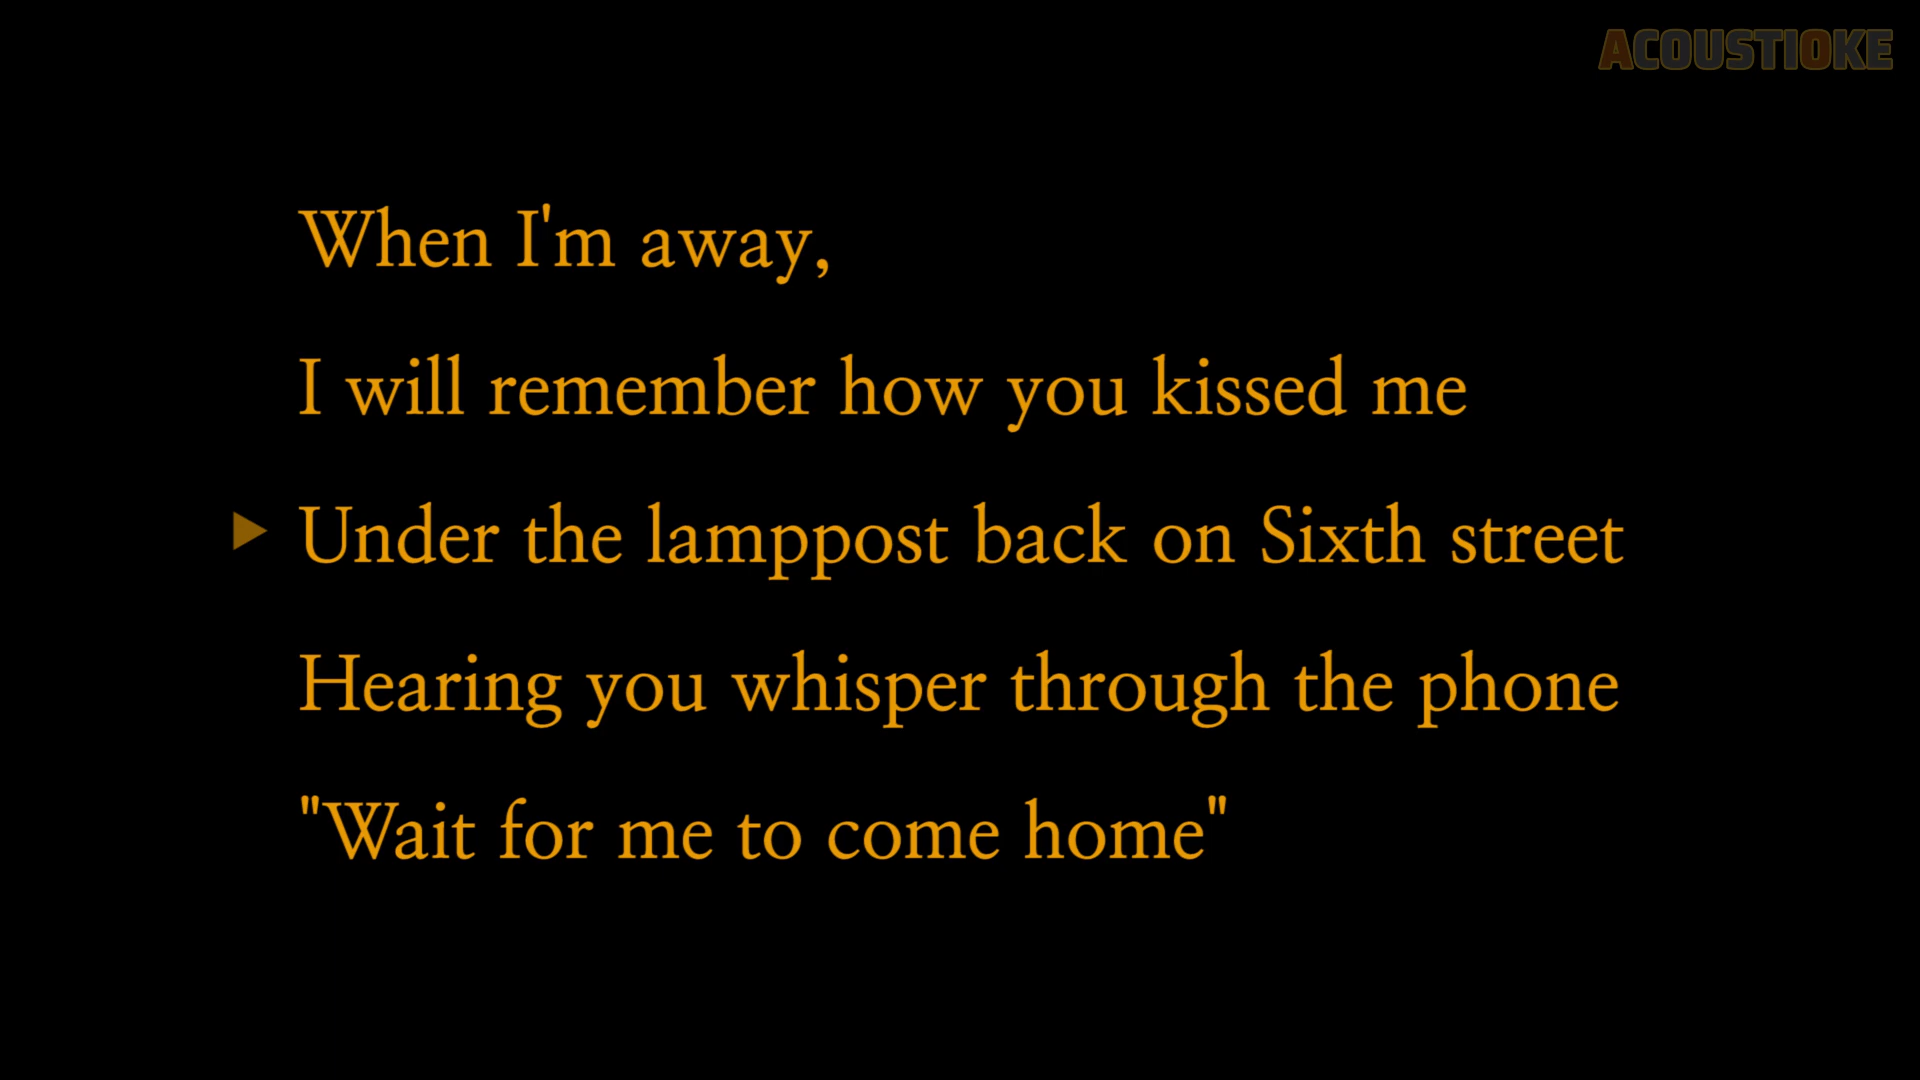 ACOUSTIOKE
When I'm away,
I will remember how you kissed me
Under the lamppost back on Sixth street
Hearing you whisper through the phone
"Wait for me to come home"